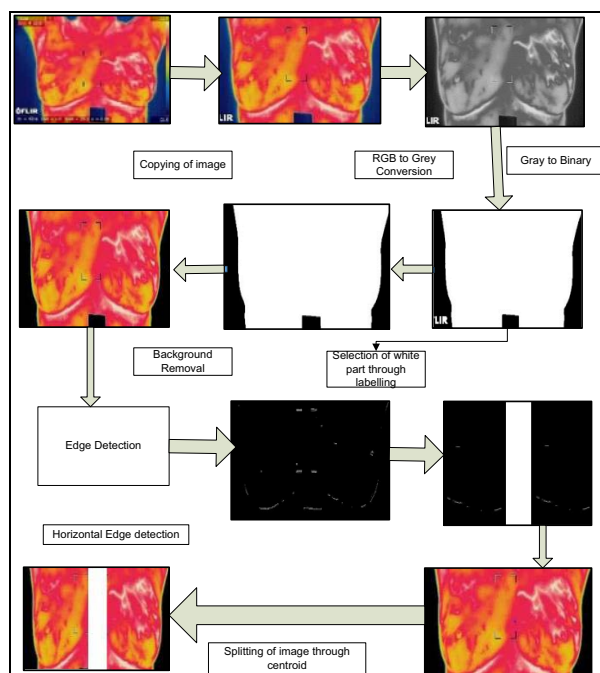 FLIR
LIR
LIR
Copying of image
RGB to Grey
Conversion
Gray to Binary
LIR
Background
Removal
Selection of white
part through
labelling
Edge Detection
Horizontal Edge detection
Splitting of image through
centroid